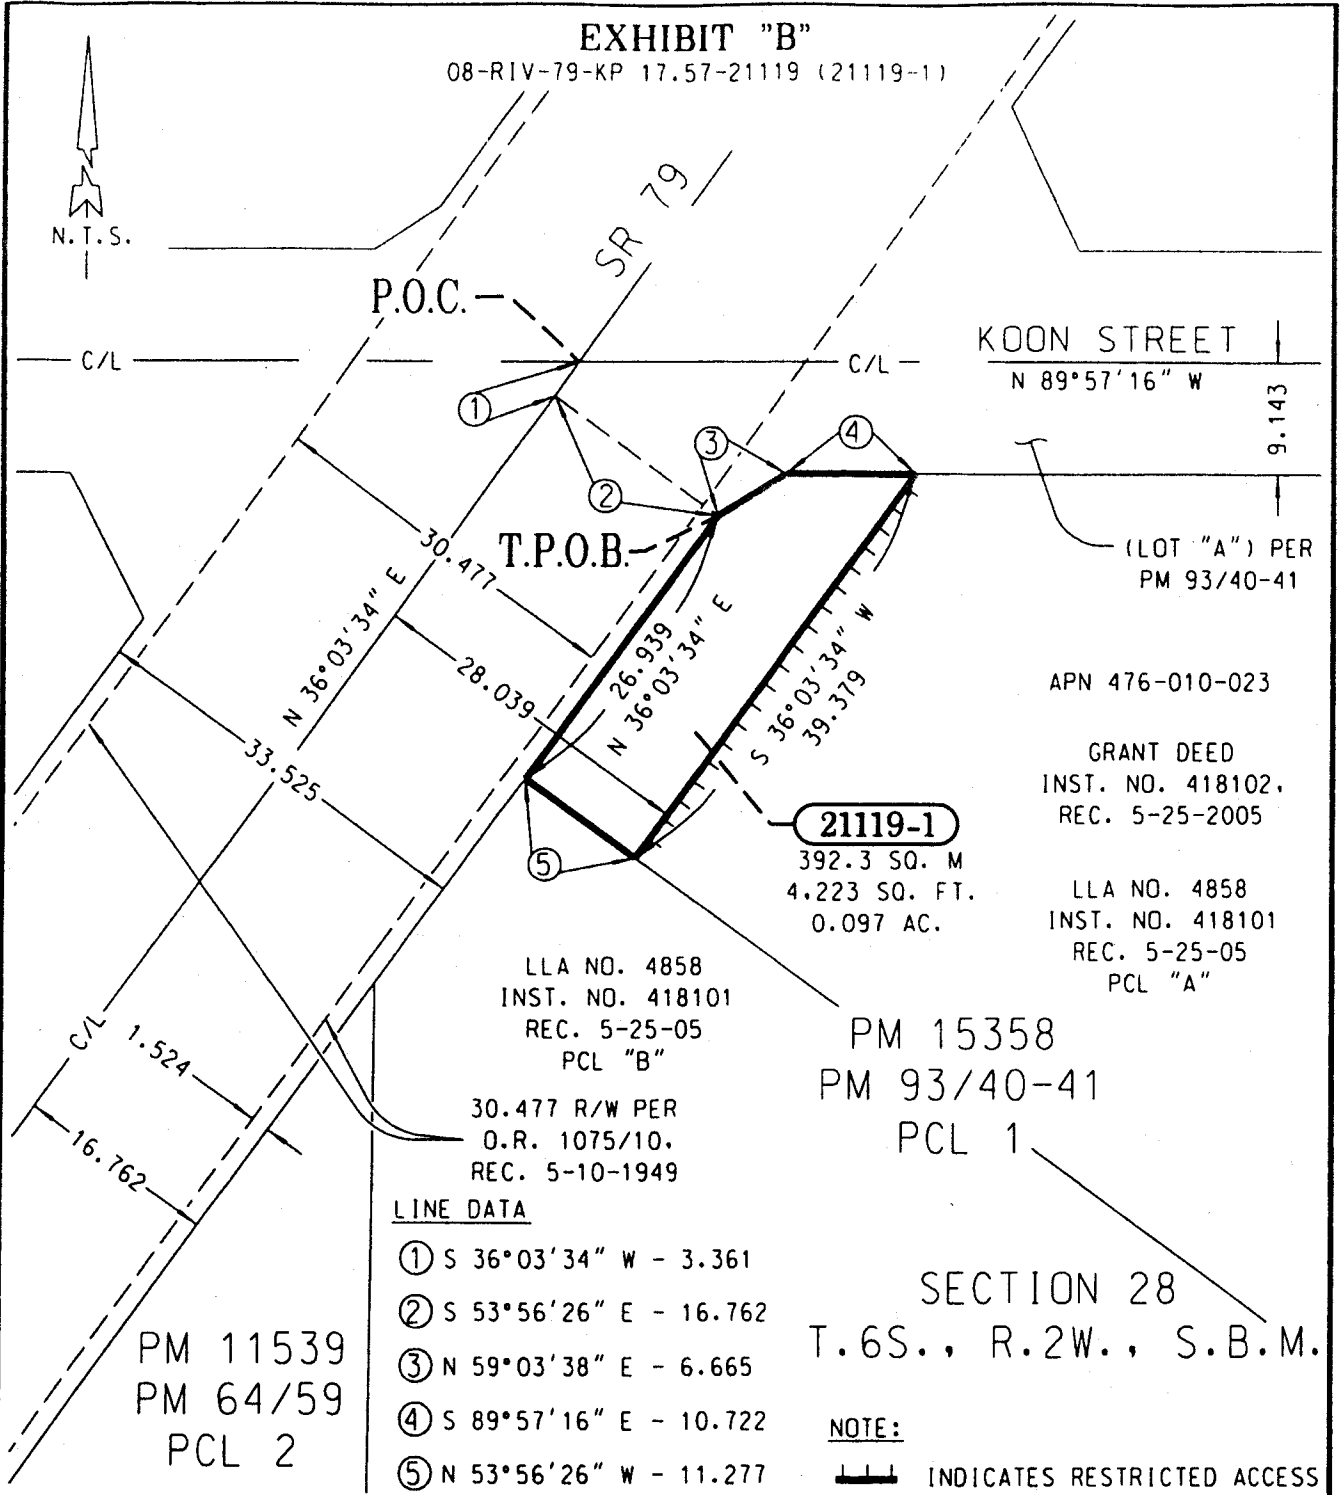 EXHIBIT "B"
08-RIV-79-KP 17.57-21119 (21119-1)
N.T.S.
SR 79
P.O.C.
C/L
C/L
KOON STREET
N 89°57'16" W
9.143
1
3
4
2
T.P.O.B.
30.477
(LOT "A") PER
PM 93/40-41
N 36°03'34" E
28.039
26.939
N 36°03'34" E
S 36°03'34" W
39.379
33.525
APN 476-010-023
GRANT DEED
INST. NO. 418102,
REC. 5-25-2005
21119-1
392.3 SQ. M
4,223 SQ. FT.
0.097 AC.
5
LLA NO. 4858
INST. NO. 418101
REC. 5-25-05
PCL "A"
LLA NO. 4858
INST. NO. 418101
REC. 5-25-05
PCL "B"
C/L
1.524
16.762
30.477 R/W PER
O.R. 1075/10,
REC. 5-10-1949
PM 15358
PM 93/40-41
PCL 1
LINE DATA
1 S 36°03'34" W - 3.361
2 S 53°56'26" E - 16.762
3 N 59°03'38" E - 6.665
4 S 89°57'16" E - 10.722
5 N 53°56'26" W - 11.277
PM 11539
PM 64/59
PCL 2
SECTION 28
T.6S., R.2W., S.B.M.
NOTE:
INDICATES RESTRICTED ACCESS